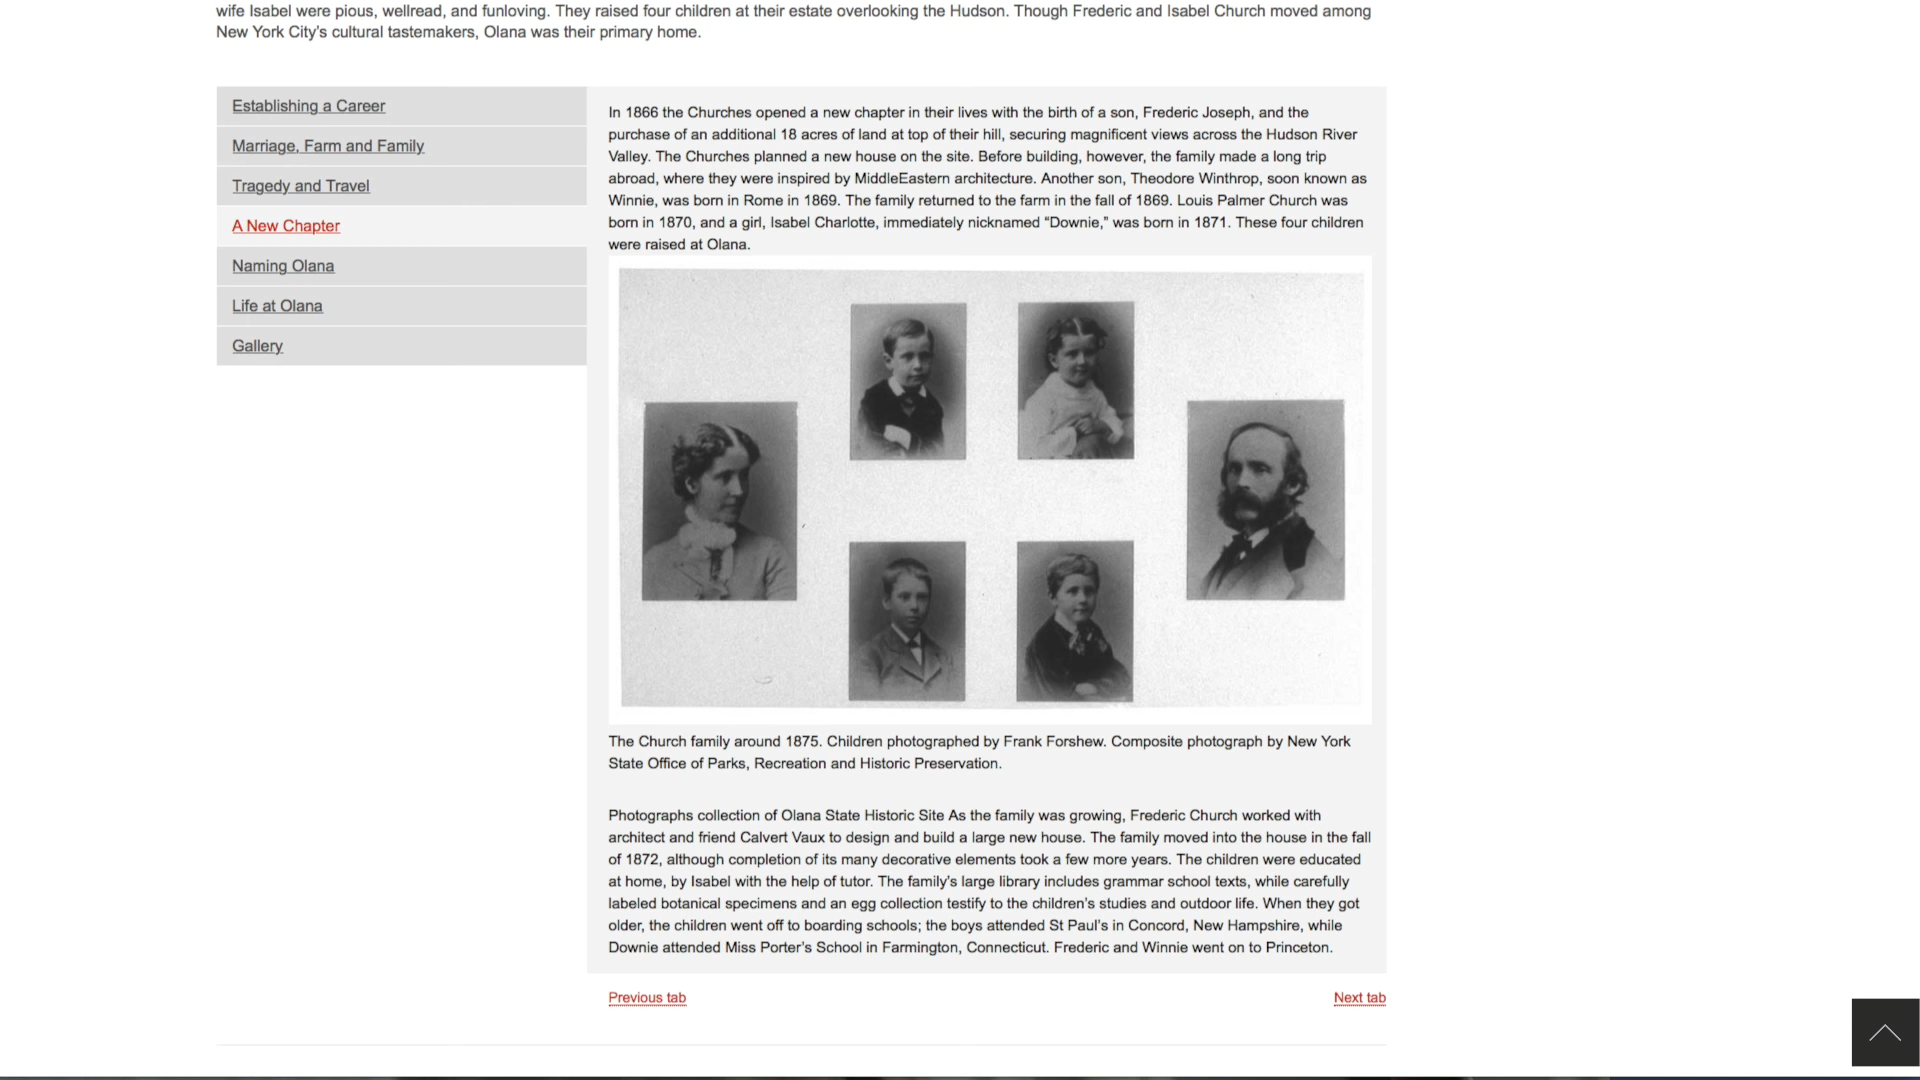 wife Isabel were pious, wellread, and funloving. They raised four children at their estate overlooking the Hudson. Though Frederic and Isabel Church moved among
New York City's cultural tastemakers, Olana was their primary home.
Establishing a Career
Marriage, Farm and Family
Tragedy and Travel
A New Chapter
Naming Olana
Life at Olana
Gallery
In 1866 the Churches opened a new chapter in their lives with the birth of a son, Frederic Joseph, and the
purchase of an additional 18 acres of land at top of their hill, securing magnificent views across the Hudson River
Valley. The Churches planned a new house on the site. Before building, however, the family made a long trip
abroad, where they were inspired by MiddleEastern architecture. Another son, Theodore Winthrop, soon known as
Winnie, was born in Rome in 1869. The family returned to the farm in the fall of 1869. Louis Palmer Church was
born in 1870, and a girl, Isabel Charlotte, immediately nicknamed “Downie,” was born in 1871. These four children
were raised at Olana.
The Church family around 1875. Children photographed by Frank Forshew. Composite photograph by New York
State Office of Parks, Recreation and Historic Preservation.
Photographs collection of Olana State Historic Site As the family was growing, Frederic Church worked with
architect and friend Calvert Vaux to design and build a large new house. The family moved into the house in the fall
of 1872, although completion of its many decorative elements took a few more years. The children were educated
at home, by Isabel with the help of tutor. The family's large library includes grammar school texts, while carefully
labeled botanical specimens and an egg collection testify to the children's studies and outdoor life. When they got
older, the children went off to boarding schools; the boys attended St Paul's in Concord, New Hampshire, while
Downie attended Miss Porter's School in Farmington, Connecticut. Frederic and Winnie went on to Princeton.
Previous tab
Next tab